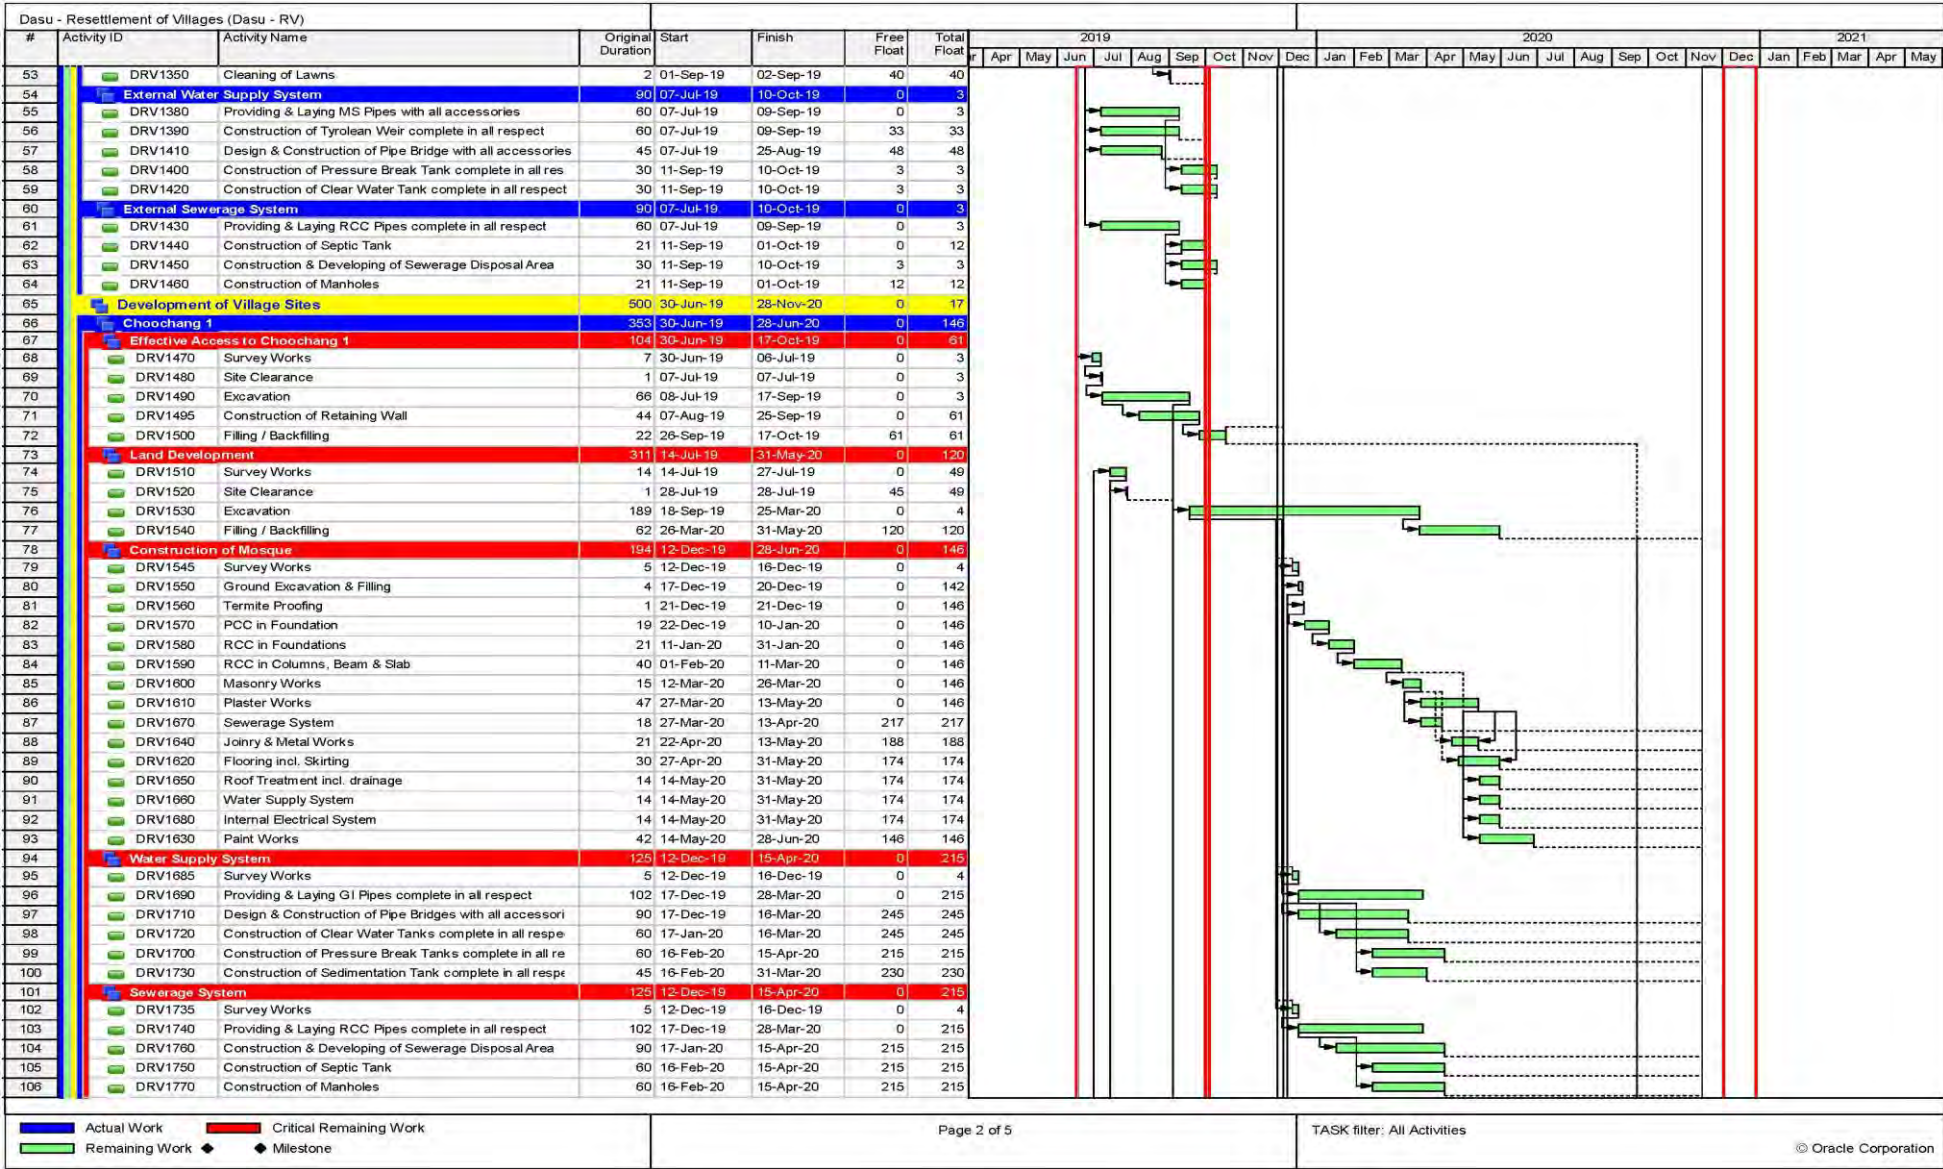 Dasu - Resettlement of Villages (Dasu - RV)
# Activity ID Activity Name Original Duration Start Finish Free Float Total Float 2019 2020 2021
r Apr May Jun Jul Aug Sep Oct Nov Dec Jan Feb Mar Apr May Jun Jul Aug Sep Oct Nov Dec Jan Feb Mar Apr May
53 DRV1350 Cleaning of Lawns 2 01-Sep-19 02-Sep-19 40 40
54 External Water Supply System 90 07-Jul-19 10-Oct-19 0 3
55 DRV1380 Providing & Laying MS Pipes with all accessories 60 07-Jul-19 09-Sep-19 0 3
56 DRV1390 Construction of Tyrolean Weir complete in all respect 60 07-Jul-19 09-Sep-19 33 33
57 DRV1410 Design & Construction of Pipe Bridge with all accessories 45 07-Jul-19 25-Aug-19 48 48
58 DRV1400 Construction of Pressure Break Tank complete in all res 30 11-Sep-19 10-Oct-19 3 3
59 DRV1420 Construction of Clear Water Tank complete in all respect 30 11-Sep-19 10-Oct-19 3 3
60 External Sewerage System 90 07-Jul-19 10-Oct-19 0 3
61 DRV1430 Providing & Laying RCC Pipes complete in all respect 60 07-Jul-19 09-Sep-19 0 3
62 DRV1440 Construction of Septic Tank 21 11-Sep-19 01-Oct-19 0 12
63 DRV1450 Construction & Developing of Sewerage Disposal Area 30 11-Sep-19 10-Oct-19 3 3
64 DRV1460 Construction of Manholes 21 11-Sep-19 01-Oct-19 12 12
65 Development of Village Sites 500 30-Jun-19 28-Nov-20 0 17
66 Choochang 1 353 30-Jun-19 28-Jun-20 0 146
67 Effective Access to Choochang 1 104 30-Jun-19 17-Oct-19 0 61
68 DRV1470 Survey Works 7 30-Jun-19 06-Jul-19 0 3
69 DRV1480 Site Clearance 1 07-Jul-19 07-Jul-19 0 3
70 DRV1490 Excavation 66 08-Jul-19 17-Sep-19 0 3
71 DRV1495 Construction of Retaining Wall 44 07-Aug-19 25-Sep-19 0 61
72 DRV1500 Filling / Backfilling 22 26-Sep-19 17-Oct-19 61 61
73 Land Development 311 14-Jul-19 31-May-20 0 120
74 DRV1510 Survey Works 14 14-Jul-19 27-Jul-19 0 49
75 DRV1520 Site Clearance 1 28-Jul-19 28-Jul-19 45 49
76 DRV1530 Excavation 189 18-Sep-19 25-Mar-20 0 4
77 DRV1540 Filling / Backfilling 62 26-Mar-20 31-May-20 120 120
78 Construction of Mosque 194 12-Dec-19 28-Jun-20 0 146
79 DRV1545 Survey Works 5 12-Dec-19 16-Dec-19 0 4
80 DRV1550 Ground Excavation & Filling 4 17-Dec-19 20-Dec-19 0 142
81 DRV1560 Termite Proofing 1 21-Dec-19 21-Dec-19 0 146
82 DRV1570 PCC in Foundation 19 22-Dec-19 10-Jan-20 0 146
83 DRV1580 RCC in Foundations 21 11-Jan-20 31-Jan-20 0 146
84 DRV1590 RCC in Columns, Beam & Slab 40 01-Feb-20 11-Mar-20 0 146
85 DRV1600 Masonry Works 15 12-Mar-20 26-Mar-20 0 146
86 DRV1610 Plaster Works 47 27-Mar-20 13-May-20 0 146
87 DRV1670 Sewerage System 18 27-Mar-20 13-Apr-20 217 217
88 DRV1640 Joinry & Metal Works 21 22-Apr-20 13-May-20 188 188
89 DRV1620 Flooring incl. Skirting 30 27-Apr-20 31-May-20 174 174
90 DRV1650 Roof Treatment incl. drainage 14 14-May-20 31-May-20 174 174
91 DRV1660 Water Supply System 14 14-May-20 31-May-20 174 174
92 DRV1680 Internal Electrical System 14 14-May-20 31-May-20 174 174
93 DRV1630 Paint Works 42 14-May-20 28-Jun-20 146 146
94 Water Supply System 125 12-Dec-19 15-Apr-20 0 215
95 DRV1685 Survey Works 5 12-Dec-19 16-Dec-19 0 4
96 DRV1690 Providing & Laying GI Pipes complete in all respect 102 17-Dec-19 28-Mar-20 0 215
97 DRV1710 Design & Construction of Pipe Bridges with all accessori 90 17-Dec-19 16-Mar-20 245 245
98 DRV1720 Construction of Clear Water Tanks complete in all respe 60 17-Jan-20 16-Mar-20 245 245
99 DRV1700 Construction of Pressure Break Tanks complete in all re 60 16-Feb-20 15-Apr-20 215 215
100 DRV1730 Construction of Sedimentation Tank complete in all respe 45 16-Feb-20 31-Mar-20 230 230
101 Sewerage System 125 12-Dec-19 15-Apr-20 0 215
102 DRV1735 Survey Works 5 12-Dec-19 16-Dec-19 0 4
103 DRV1740 Providing & Laying RCC Pipes complete in all respect 102 17-Dec-19 28-Mar-20 0 215
104 DRV1760 Construction & Developing of Sewerage Disposal Area 90 17-Jan-20 15-Apr-20 215 215
105 DRV1750 Construction of Septic Tank 60 16-Feb-20 15-Apr-20 215 215
106 DRV1770 Construction of Manholes 60 16-Feb-20 15-Apr-20 215 215
Actual Work Critical Remaining Work Page 2 of 5 TASK filter: All Activities
Remaining Work Milestone © Oracle Corporation